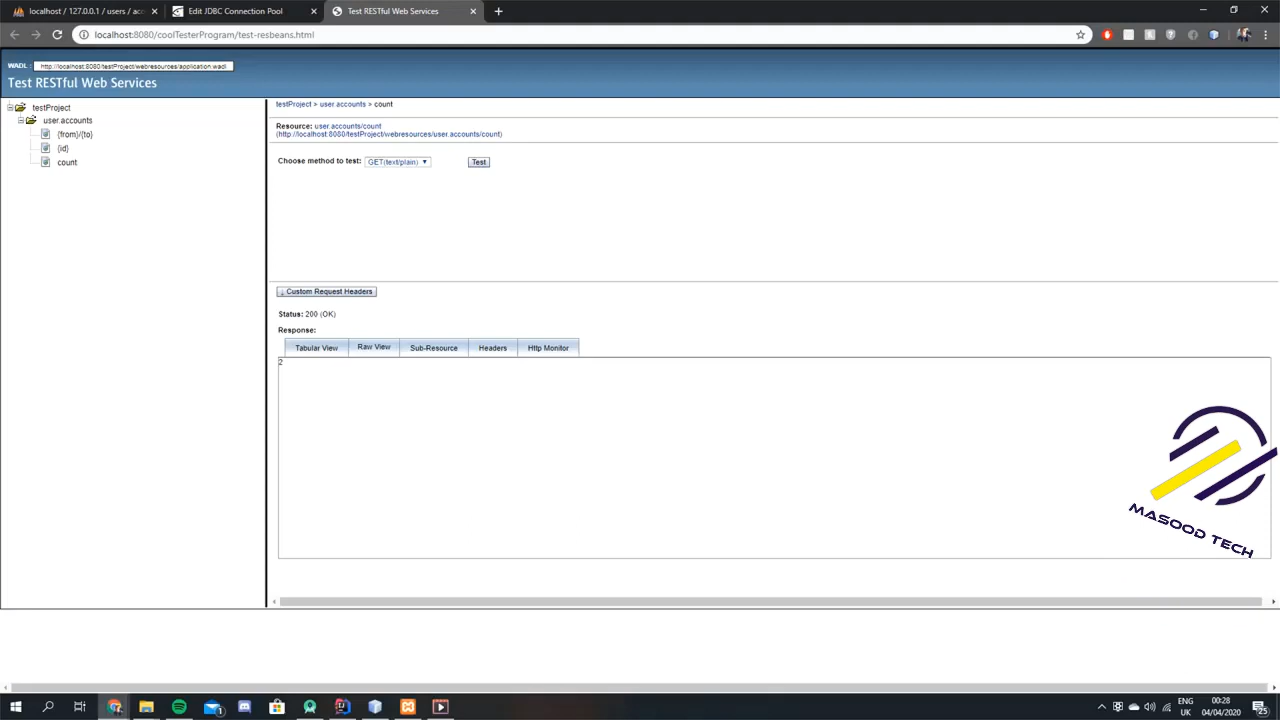 localhost / 127.0.0.1 / users / acc
Edit JDBC Connection Pool
Test RESTful Web Services
localhost:8080/coolTesterProgram/test-resbeans.html
WADL :
http://localhost:8080/testProject/webresources/application.wadl
Test RESTful Web Services
testProject
user.accounts
{from}/{to}
{id}
count
testProject > user.accounts > count
Resource: user.accounts/count
(http://localhost:8080/testProject/webresources/user.accounts/count)
Choose method to test: GET(text/plain)
Test
↓ Custom Request Headers
Status: 200 (OK)
Response:
Tabular View
Raw View
Sub-Resource
Headers
Http Monitor
2
MASOOD TECH
ENG
UK
00:28
04/04/2020
25